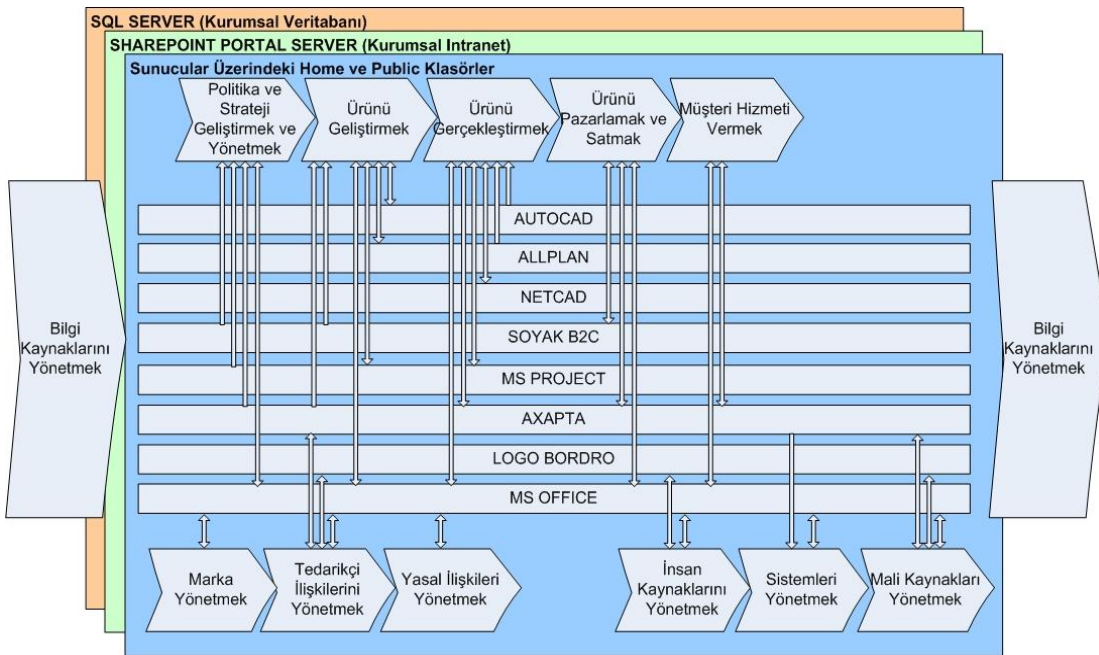 SQL SERVER (Kurumsal Veritabanı)
SHAREPOINT PORTAL SERVER (Kurumsal Intranet)
Sunucular Üzerindeki Home ve Public Klasörler
Politika ve
Strateji
Geliştirmek ve
Yönetmek
Ürünü
Geliştirmek
Ürünü
Gerçekleştirmek
Ürünü
Pazarlamak ve
Satmak
Müşteri Hizmeti
Vermek
Bilgi
Kaynaklarını
Yönetmek
AUTOCAD
ALLPLAN
NETCAD
SOYAK B2C
MS PROJECT
AXAPTA
LOGO BORDRO
MS OFFICE
Bilgi
Kaynaklarını
Yönetmek
Marka
Yönetmek
Tedarikçi
İlişkilerini
Yönetmek
Yasal İlişkileri
Yönetmek
İnsan
Kaynaklarını
Yönetmek
Sistemleri
Yönetmek
Mali Kaynakları
Yönetmek